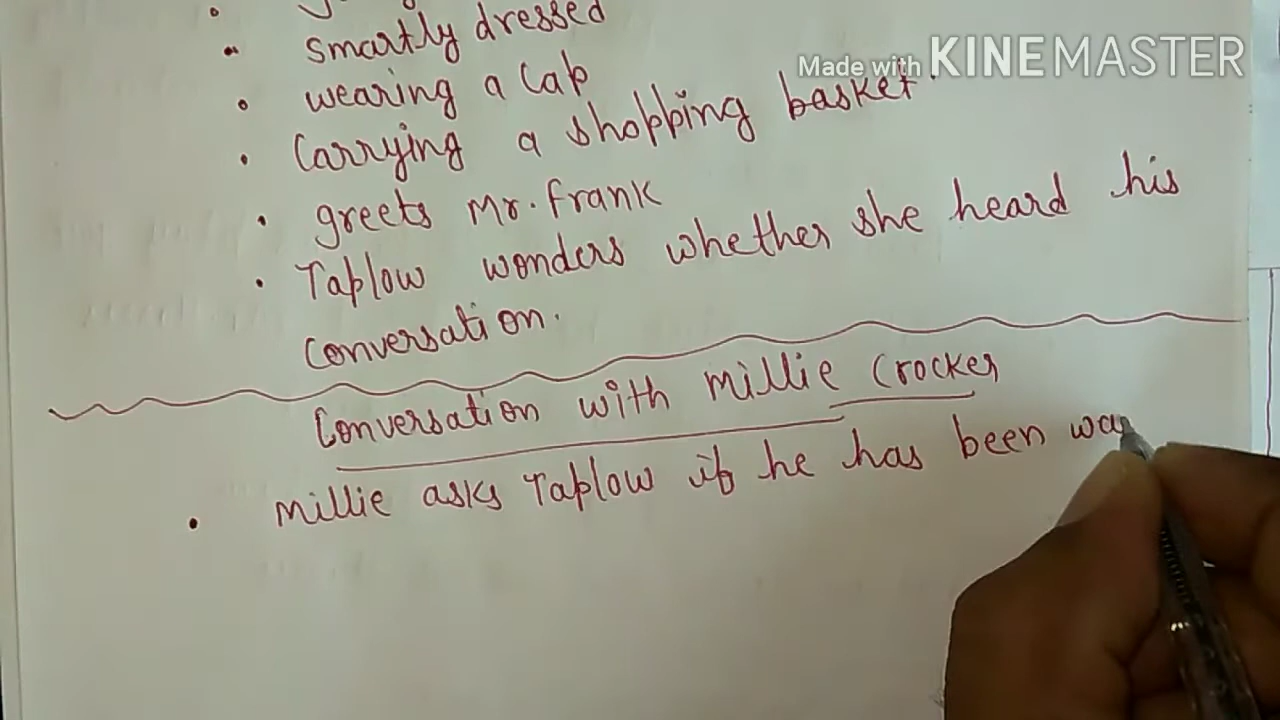 • smartly dressed
Made with KINEMASTER
• wearing a cap
• Carrying a shopping basket.
• greets Mr. Frank
• Taplow wonders whether she heard his
conversation.
Conversation with Millie Crocker
• Millie asks Taplow if he has been